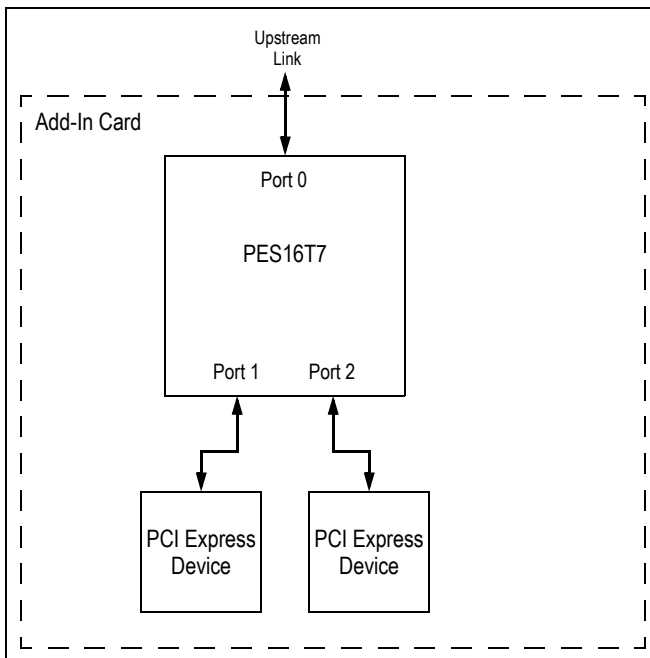 Upstream
Link
Add-In Card
Port 0
PES16T7
Port 1
Port 2
PCI Express
Device
PCI Express
Device